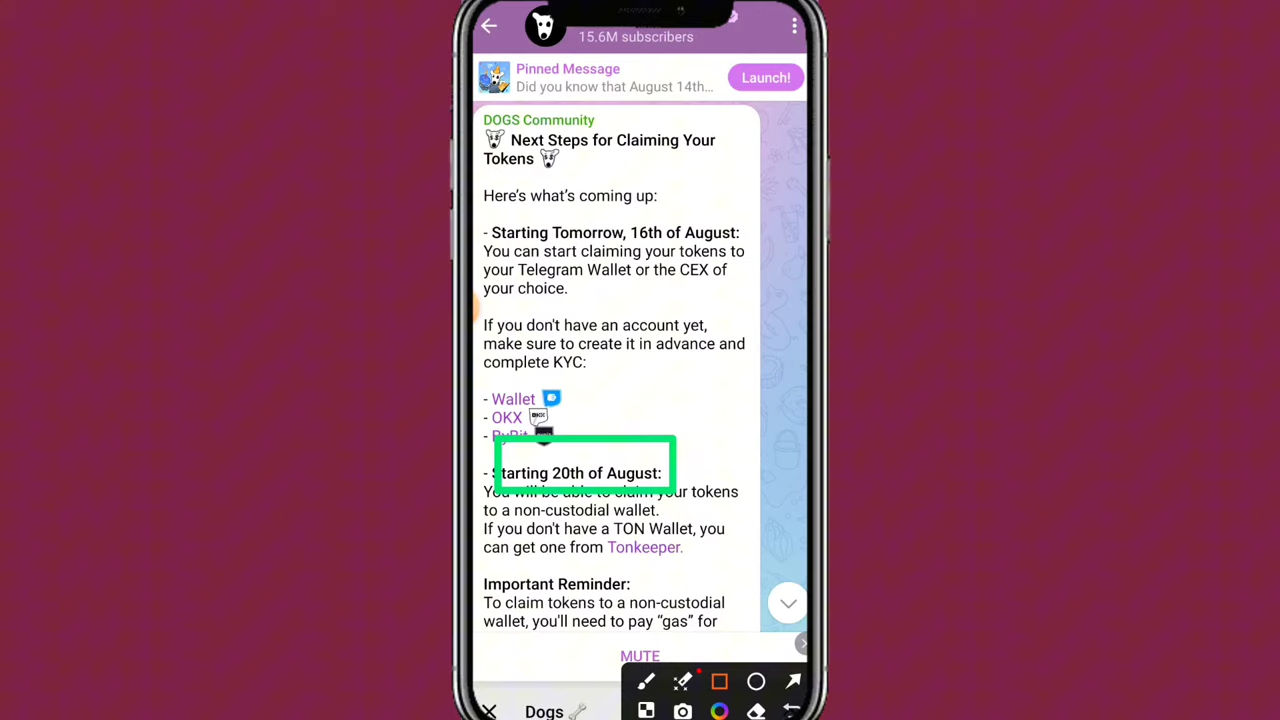 15.6M subscribers
Pinned Message
Did you know that August 14th...
Launch!
DOGS Community
Next Steps for Claiming Your
Tokens
Here's what's coming up:
- Starting Tomorrow, 16th of August:
You can start claiming your tokens to
your Telegram Wallet or the CEX of
your choice.
If you don't have an account yet,
make sure to create it in advance and
complete KYC:
- Wallet
- OKX
- ByBit
- Starting 20th of August:
You will be able to claim your tokens
to a non-custodial wallet.
If you don't have a TON Wallet, you
can get one from Tonkeeper.
Important Reminder:
To claim tokens to a non-custodial
wallet, you'll need to pay “gas” for
MUTE
Dogs